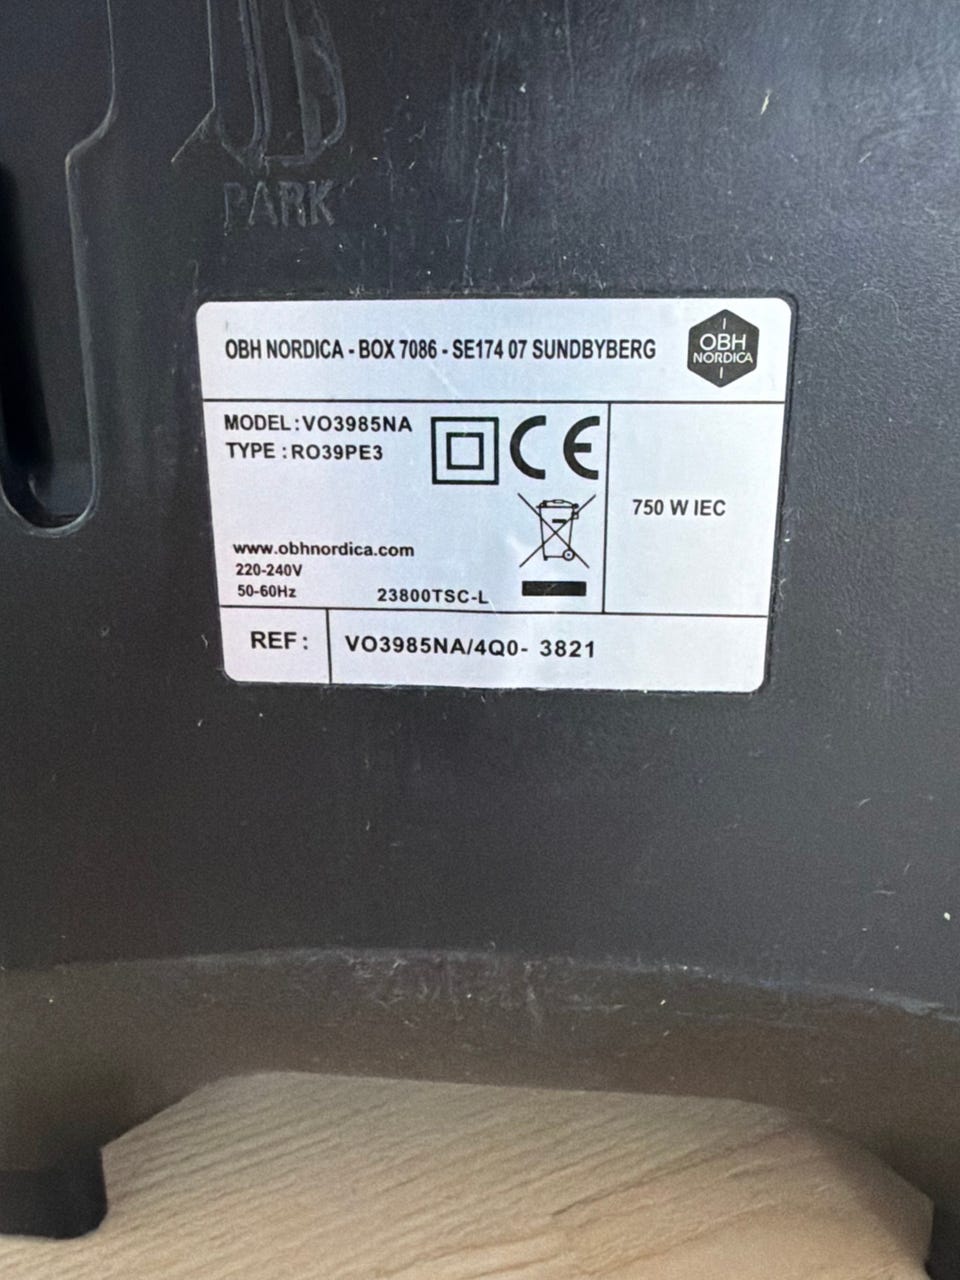 PARK
OBH NORDICA - BOX 7086 - SE174 07 SUNDBYBERG
OBH
NORDICA
MODEL:VO3985NA
TYPE :RO39PE3
CE
750 W IEC
www.obhnordica.com
220-240V
50-60Hz
23800TSC-L
REF:
VO3985NA/4Q0- 3821